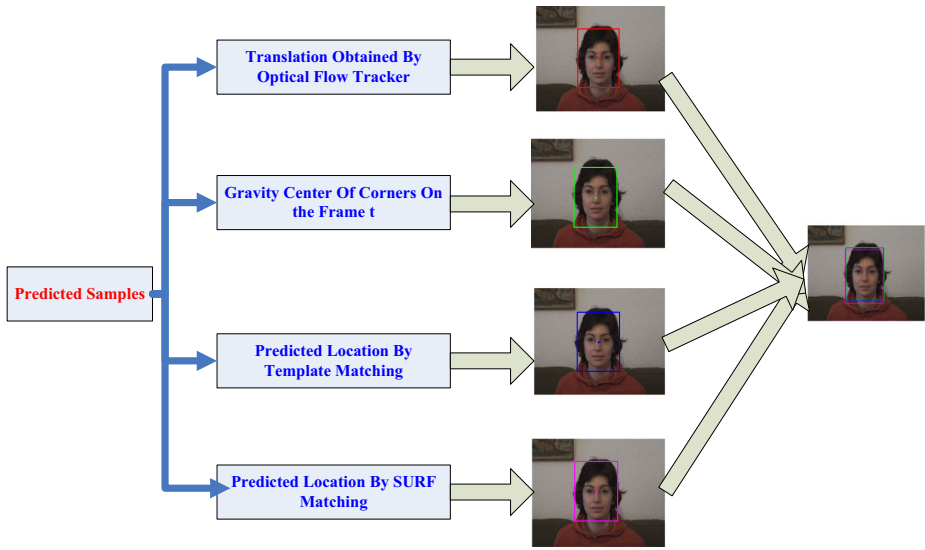 Translation Obtained By
Optical Flow Tracker
Gravity Center Of Corners On
the Frame t
Predicted Samples
Predicted Location By
Template Matching
Predicted Location By SURF
Matching